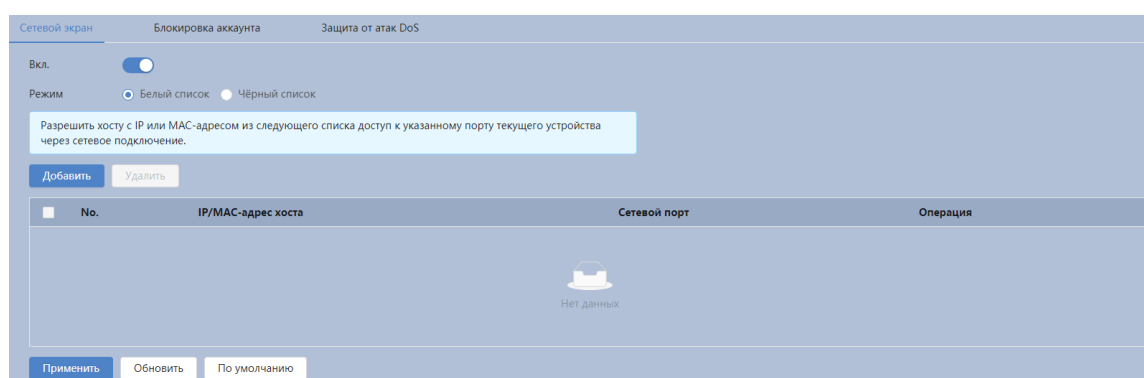 Сетевой экран Блокировка аккаунта Защита от атак DoS
Вкл.
Режим Белый список Чёрный список
Разрешить хосту с IP или MAC-адресом из следующего списка доступ к указанному порту текущего устройства
через сетевое подключение.
Добавить Удалить
No. IP/MAC-адрес хоста Сетевой порт Операция
Нет данных
Применить Обновить По умолчанию